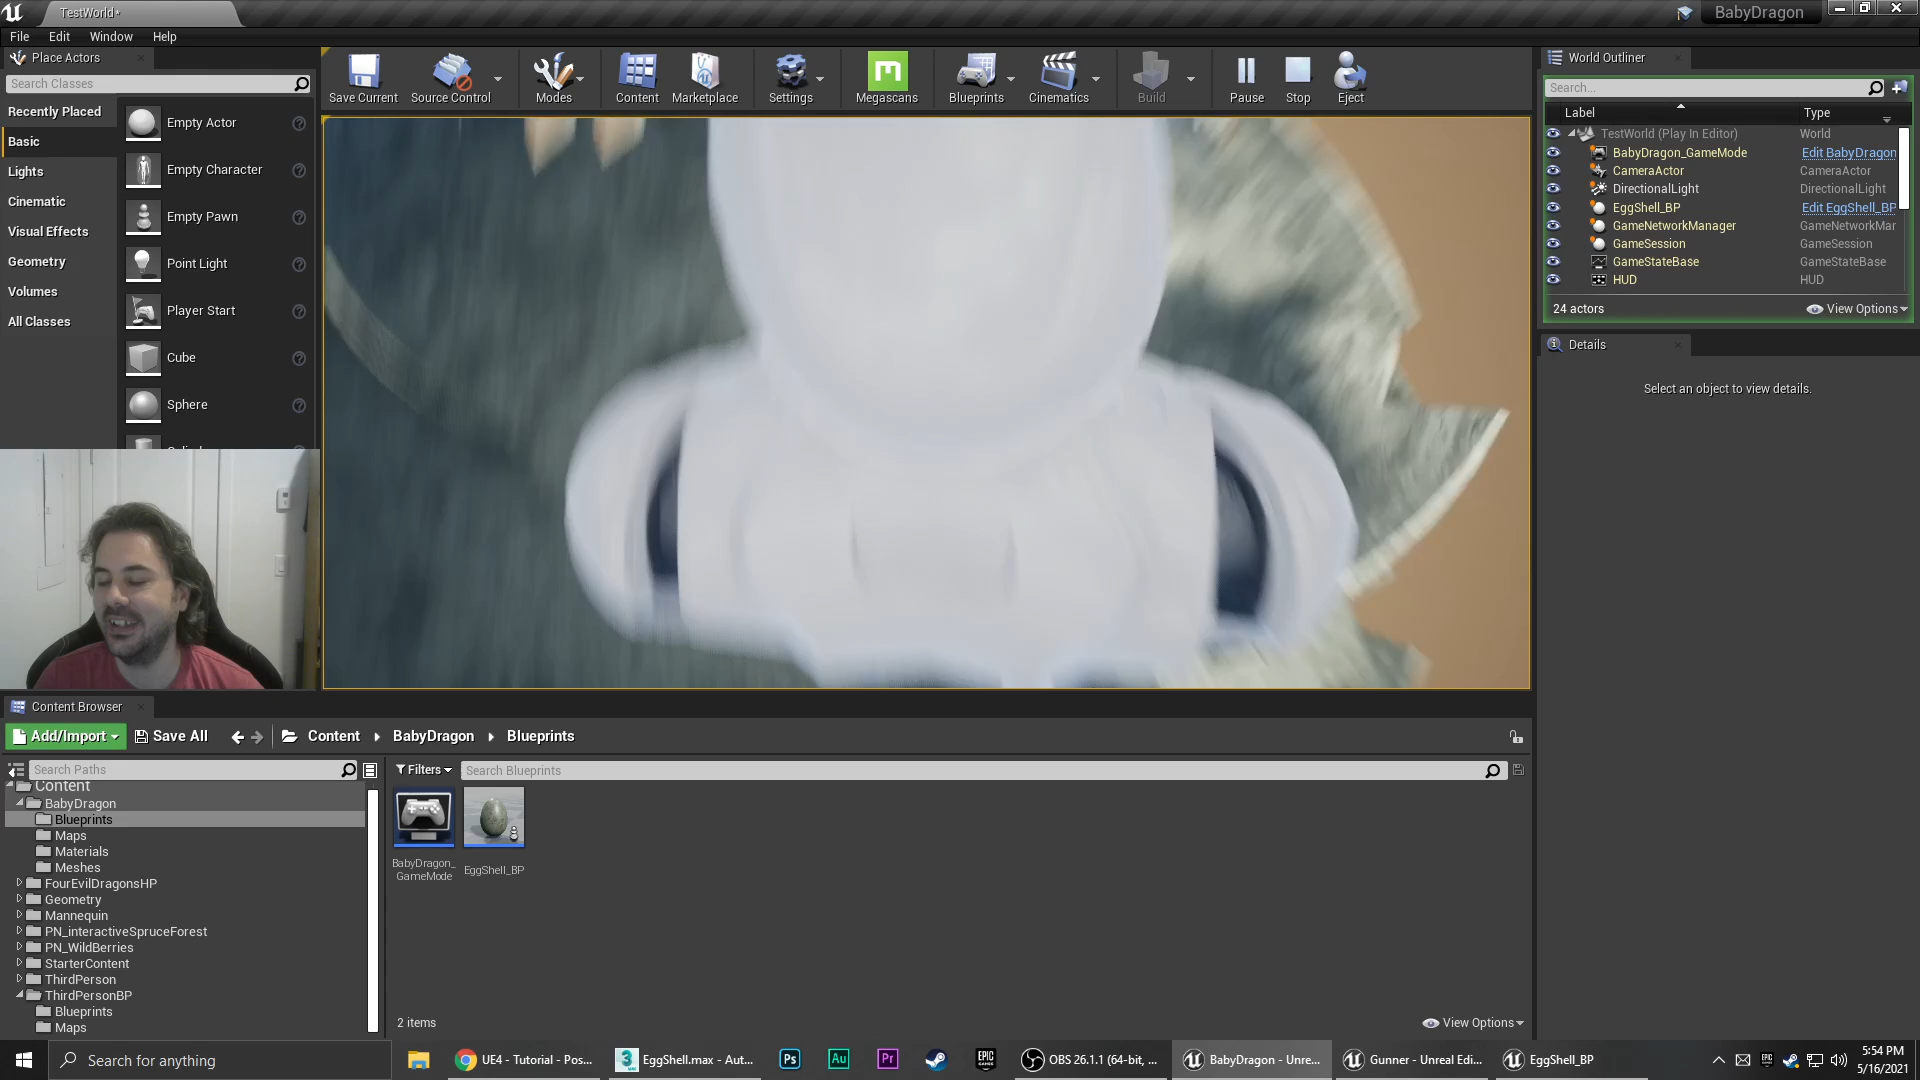 TestWorld*
BabyDragon
File Edit Window Help
Place Actors
Search Classes
Recently Placed
Basic
Lights
Cinematic
Visual Effects
Geometry
Volumes
All Classes
Empty Actor
Empty Character
Empty Pawn
Point Light
Player Start
Cube
Sphere
Save Current
Source Control
Modes
Content
Marketplace
Settings
Megascans
Blueprints
Cinematics
Build
Pause
Stop
Eject
World Outliner
Search...
Label Type
TestWorld (Play In Editor) World
BabyDragon_GameMode Edit BabyDragon
CameraActor CameraActor
DirectionalLight DirectionalLight
EggShell_BP Edit EggShell_BP
GameNetworkManager GameNetworkMar
GameSession GameSession
GameStateBase GameStateBase
HUD HUD
24 actors View Options
Details
Select an object to view details.
Content Browser
Add/Import Save All Content BabyDragon Blueprints
Search Paths
Filters Search Blueprints
Content
BabyDragon
Blueprints
Maps
Materials
Meshes
FourEvilDragonsHP
Geometry
Mannequin
PN_interactiveSpruceForest
PN_WildBerries
StarterContent
ThirdPerson
ThirdPersonBP
Blueprints
Maps
BabyDragon_
GameMode
EggShell_BP
2 items View Options
Search for anything
UE4 - Tutorial - Pos...
EggShell.max - Aut...
Ps
Au
Pr
EPIC GAMES
OBS 26.1.1 (64-bit, ...
BabyDragon - Unre...
Gunner - Unreal Edi...
EggShell_BP
5:54 PM
5/16/2021